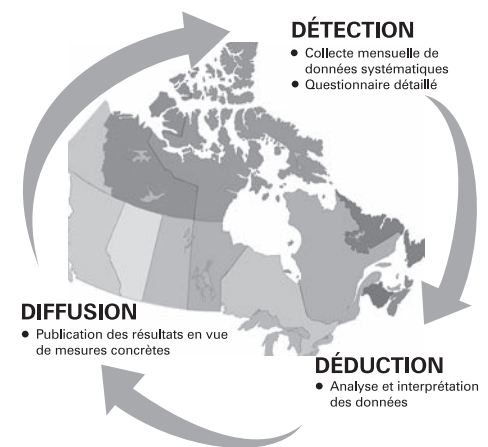 DÉTECTION
● Collecte mensuelle de
données systématiques
● Questionnaire détaillé
DÉDUCTION
● Analyse et interprétation
des données
DIFFUSION
● Publication des résultats en vue
de mesures concrètes